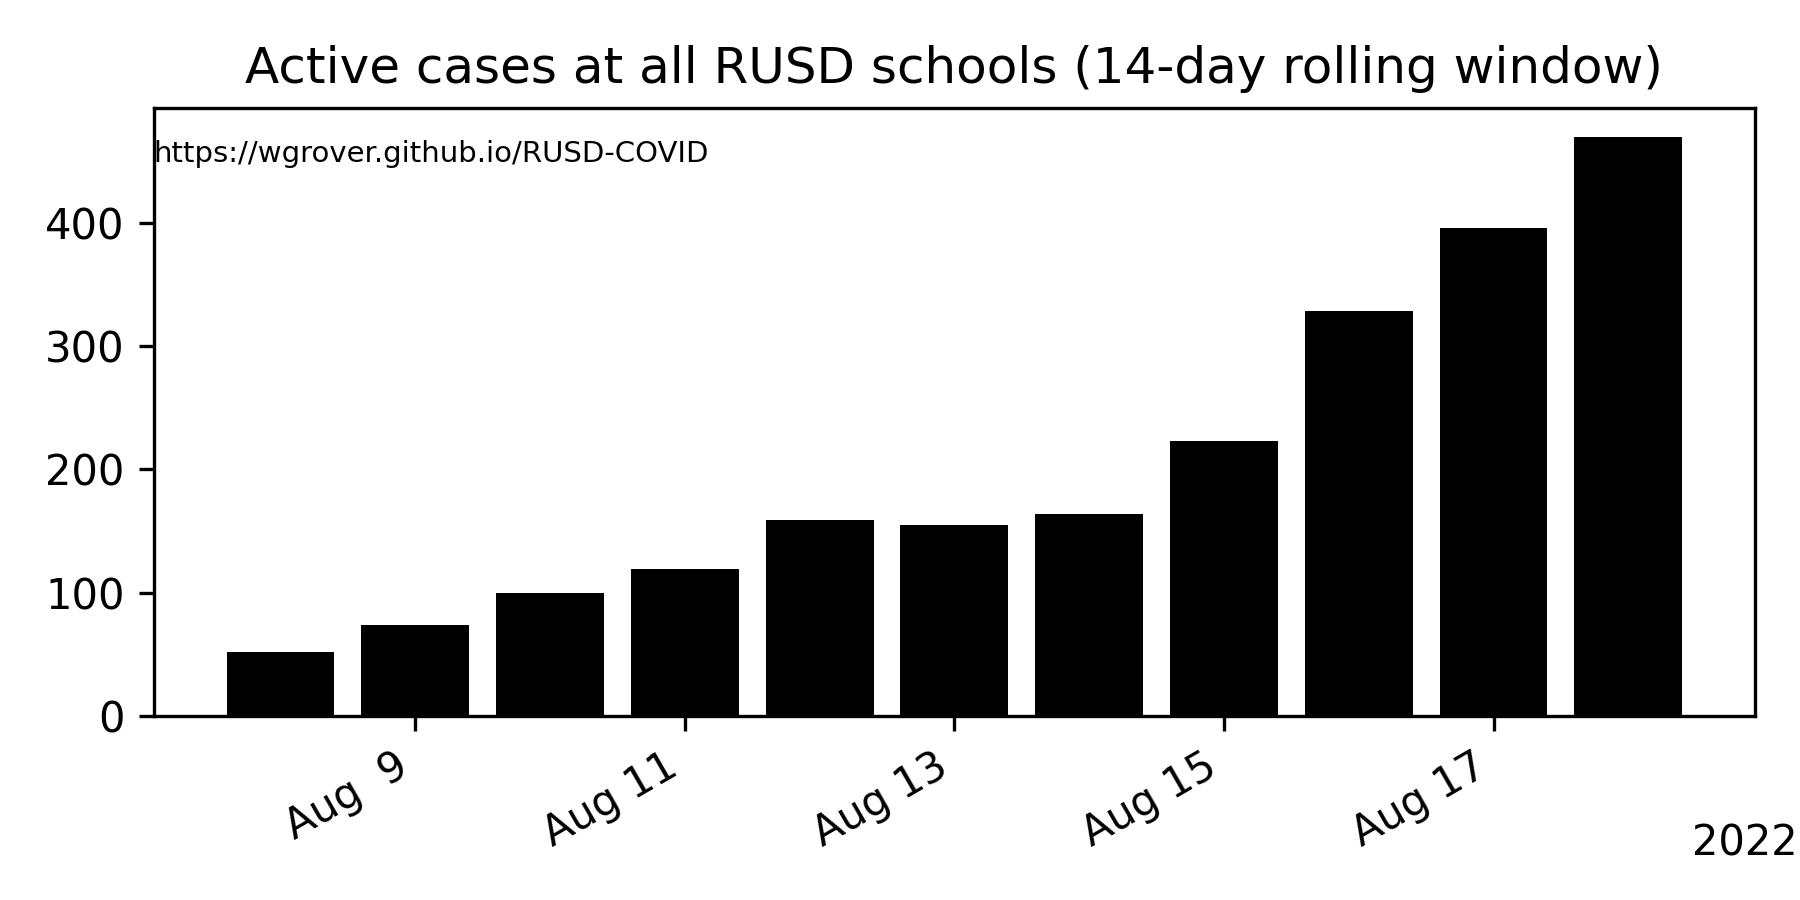 Active cases at all RUSD schools (14-day rolling window)
https://wgrover.github.io/RUSD-COVID
400
300
200
100
0
Aug 9
Aug 11
Aug 13
Aug 15
Aug 17
2022